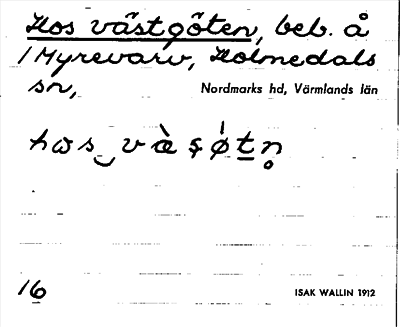 Hos västgöten, beb. å
1 Myrevarv, Holmedals
sn, Nordmarks hd, Värmlands län
16 ISAK WALLIN 1912